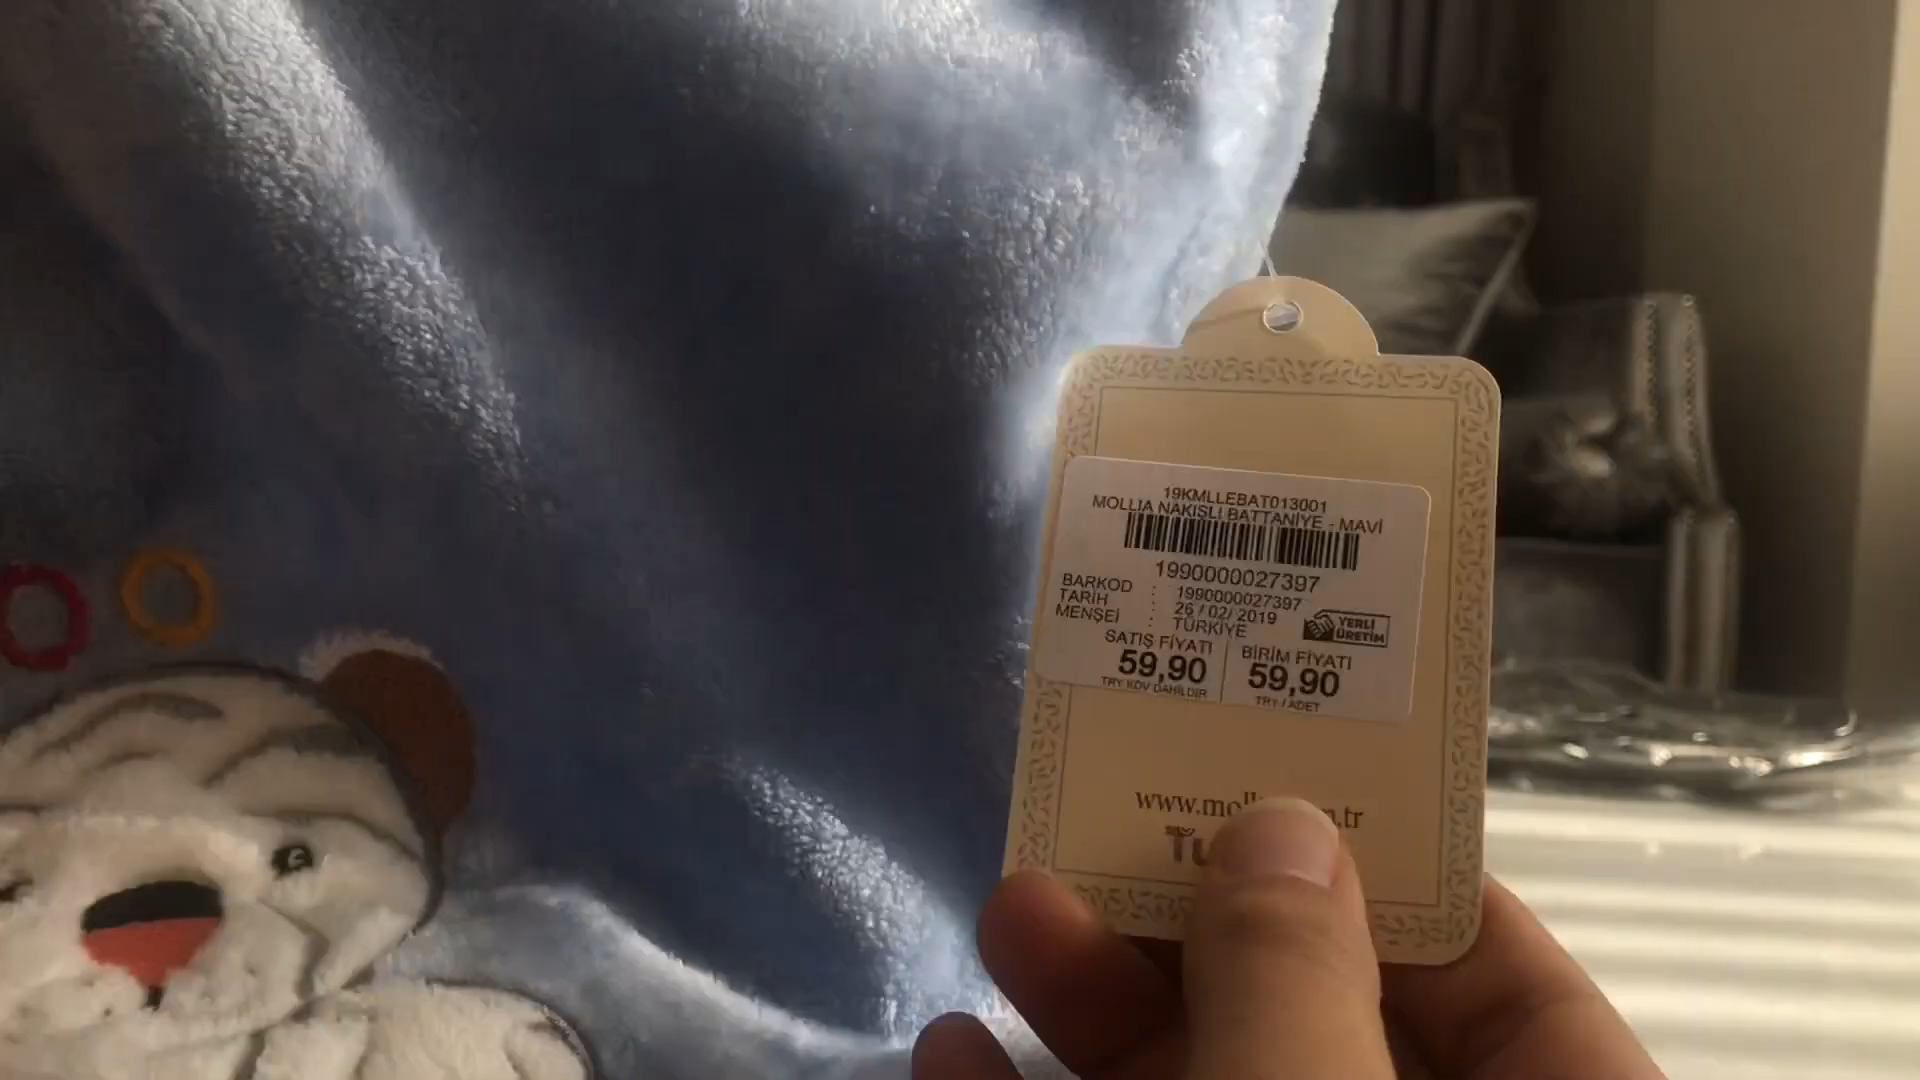 19KMLLEBAT013001
MOLLIA NAKIŞLI BATTANİYE - MAVİ
1990000027397
BARKOD : 1990000027397
TARİH : 26 / 02/ 2019
MENŞEİ : TÜRKİYE
YERLİ
ÜRETİM
SATIŞ FİYATI
59,90
TRY KDV DAHİLDİR
BİRİM FİYATI
59,90
TRY / ADET